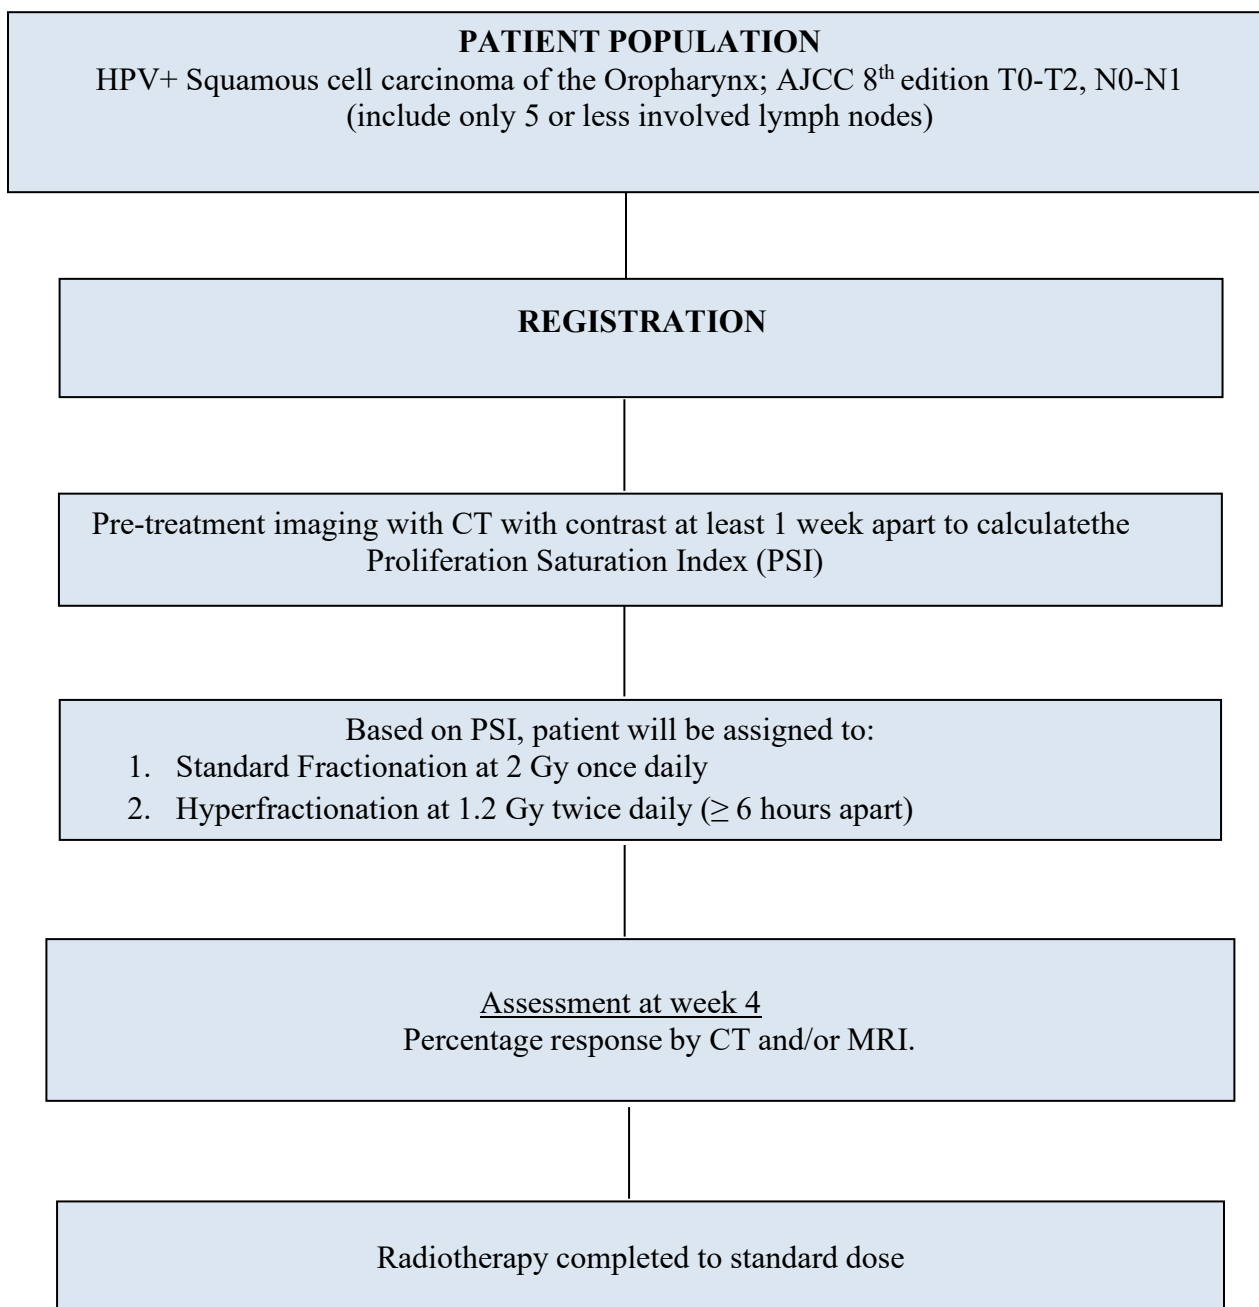 PATIENT POPULATION
HPV+ Squamous cell carcinoma of the Oropharynx; AJCC 8th edition T0-T2, N0-N1
(include only 5 or less involved lymph nodes)
REGISTRATION
Pre-treatment imaging with CT with contrast at least 1 week apart to calculatethe
Proliferation Saturation Index (PSI)
Based on PSI, patient will be assigned to:
1. Standard Fractionation at 2 Gy once daily
2. Hyperfractionation at 1.2 Gy twice daily (≥ 6 hours apart)
Assessment at week 4
Percentage response by CT and/or MRI.
Radiotherapy completed to standard dose